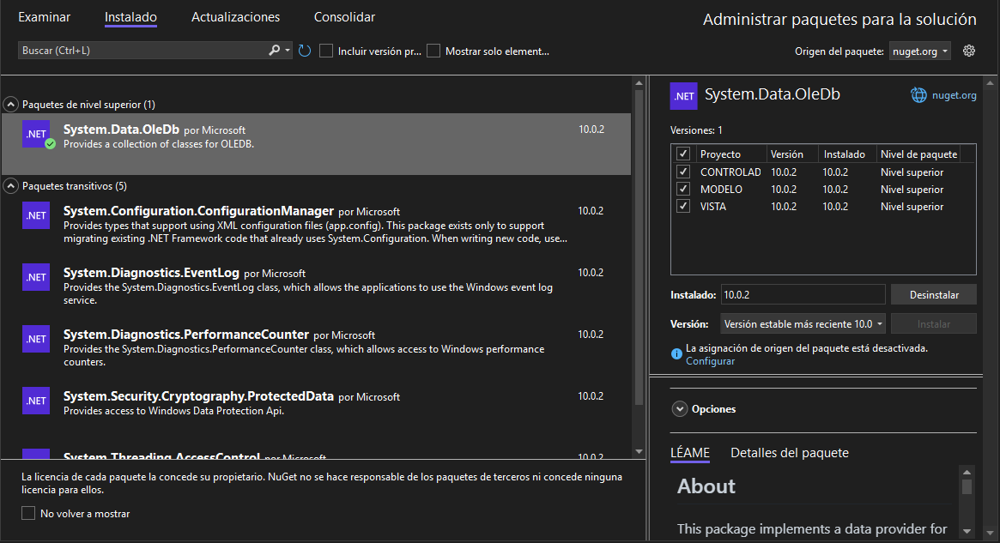 Examinar
Instalado
Actualizaciones
Consolidar
Administrar paquetes para la solución
Buscar (Ctrl+L)
Incluir versión pr...
Mostrar solo element...
Origen del paquete:
nuget.org
Paquetes de nivel superior (1)
.NET
System.Data.OleDb por Microsoft
10.0.2
Provides a collection of classes for OLEDB.
Paquetes transitivos (5)
.NET
System.Configuration.ConfigurationManager por Microsoft
10.0.2
Provides types that support using XML configuration files (app.config). This package exists only to support
migrating existing .NET Framework code that already uses System.Configuration. When writing new code, use...
.NET
System.Diagnostics.EventLog por Microsoft
10.0.2
Provides the System.Diagnostics.EventLog class, which allows the applications to use the Windows event log
service.
.NET
System.Diagnostics.PerformanceCounter por Microsoft
10.0.2
Provides the System.Diagnostics.PerformanceCounter class, which allows access to Windows performance
counters.
.NET
System.Security.Cryptography.ProtectedData por Microsoft
10.0.2
Provides access to Windows Data Protection Api.
System.Threading.AccessControl por Microsoft
10.0.2
La licencia de cada paquete la concede su propietario. NuGet no se hace responsable de los paquetes de terceros ni concede ninguna
licencia para ellos.
No volver a mostrar
.NET
System.Data.OleDb
nuget.org
Versiones: 1
Proyecto Versión Instalado Nivel de paquete
CONTROLAD 10.0.2 10.0.2 Nivel superior
MODELO 10.0.2 10.0.2 Nivel superior
VISTA 10.0.2 10.0.2 Nivel superior
Instalado: 10.0.2 Desinstalar
Versión: Versión estable más reciente 10.0 Instalar
La asignación de origen del paquete está desactivada.
Configurar
Opciones
LÉAME
Detalles del paquete
About
This package implements a data provider for